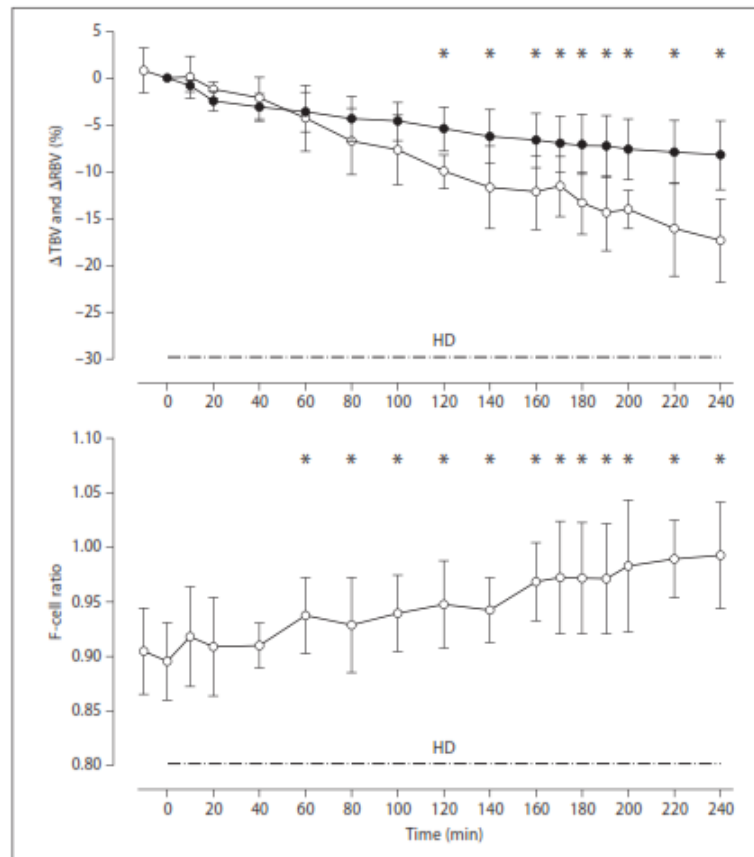 5
0
−5
−10
−15
−20
−25
−30
ΔTBV and ΔRBV (%)
* * * * * * * * *
HD
0 20 40 60 80 100 120 140 160 180 200 220 240
1.10
1.05
1.00
0.95
0.90
0.85
0.80
F-cell ratio
* * * * * * * * * * * *
HD
0 20 40 60 80 100 120 140 160 180 200 220 240
Time (min)